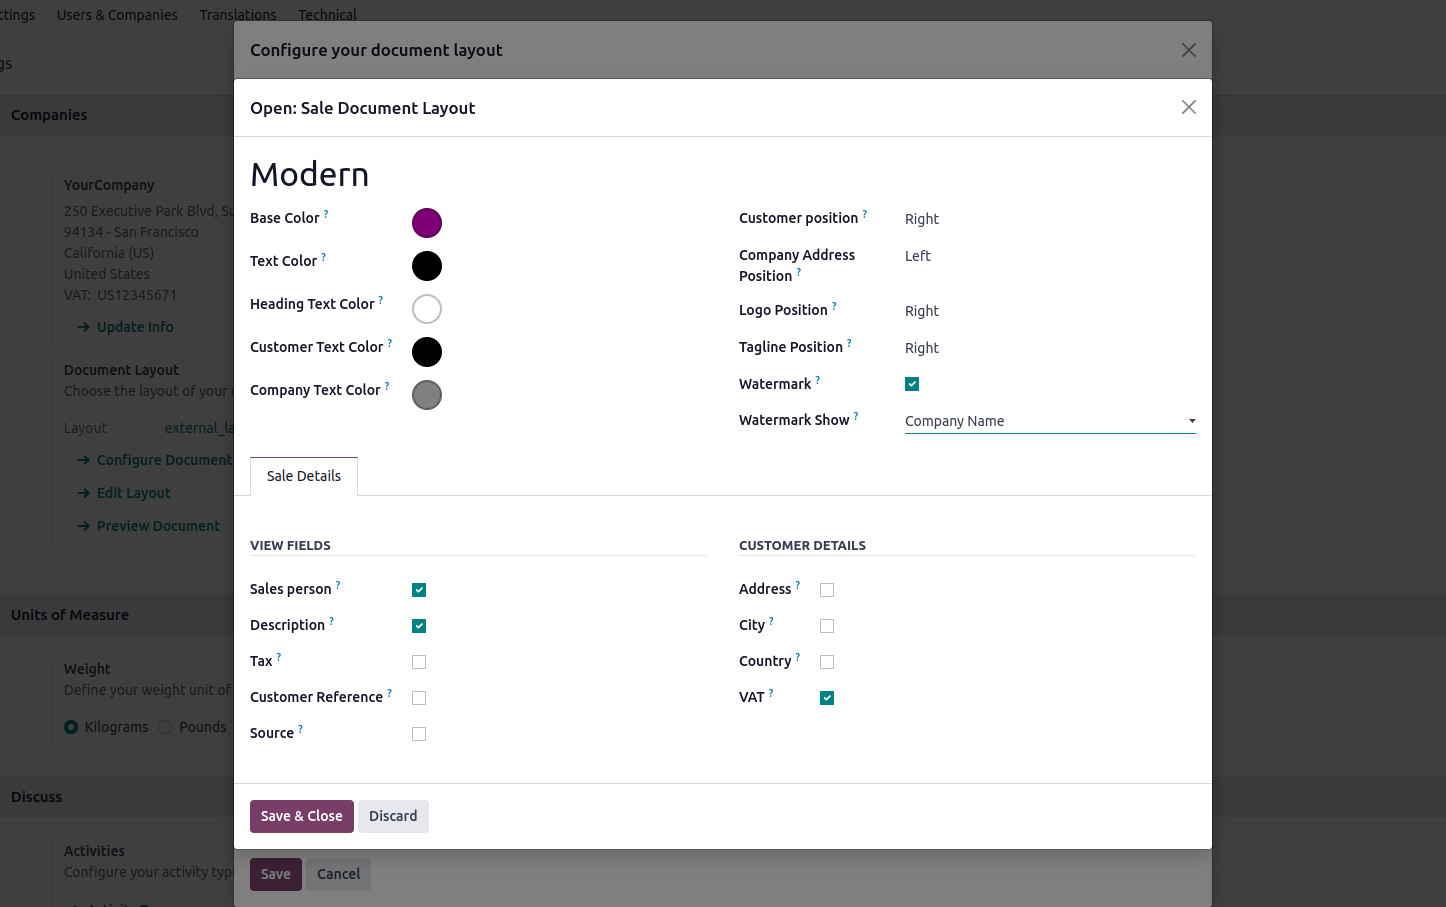 ttings Users & Companies Translations Technical
Configure your document layout
gs
Open: Sale Document Layout
Companies
Modern
YourCompany
250 Executive Park Blvd, Su
94134 - San Francisco
California (US)
United States
VAT: US12345671
Update Info
Document Layout
Choose the layout of your
Layout external_la
Configure Document
Edit Layout
Preview Document
Base Color ?
Text Color ?
Heading Text Color ?
Customer Text Color ?
Company Text Color ?
Customer position ? Right
Company Address Position ? Left
Logo Position ? Right
Tagline Position ? Right
Watermark ?
Watermark Show ? Company Name
Sale Details
VIEW FIELDS
Sales person ?
Description ?
Tax ?
Customer Reference ?
Source ?
CUSTOMER DETAILS
Address ?
City ?
Country ?
VAT ?
Units of Measure
Weight
Define your weight unit of
Kilograms Pounds
Discuss
Activities
Configure your activity type
Save & Close Discard
Save Cancel